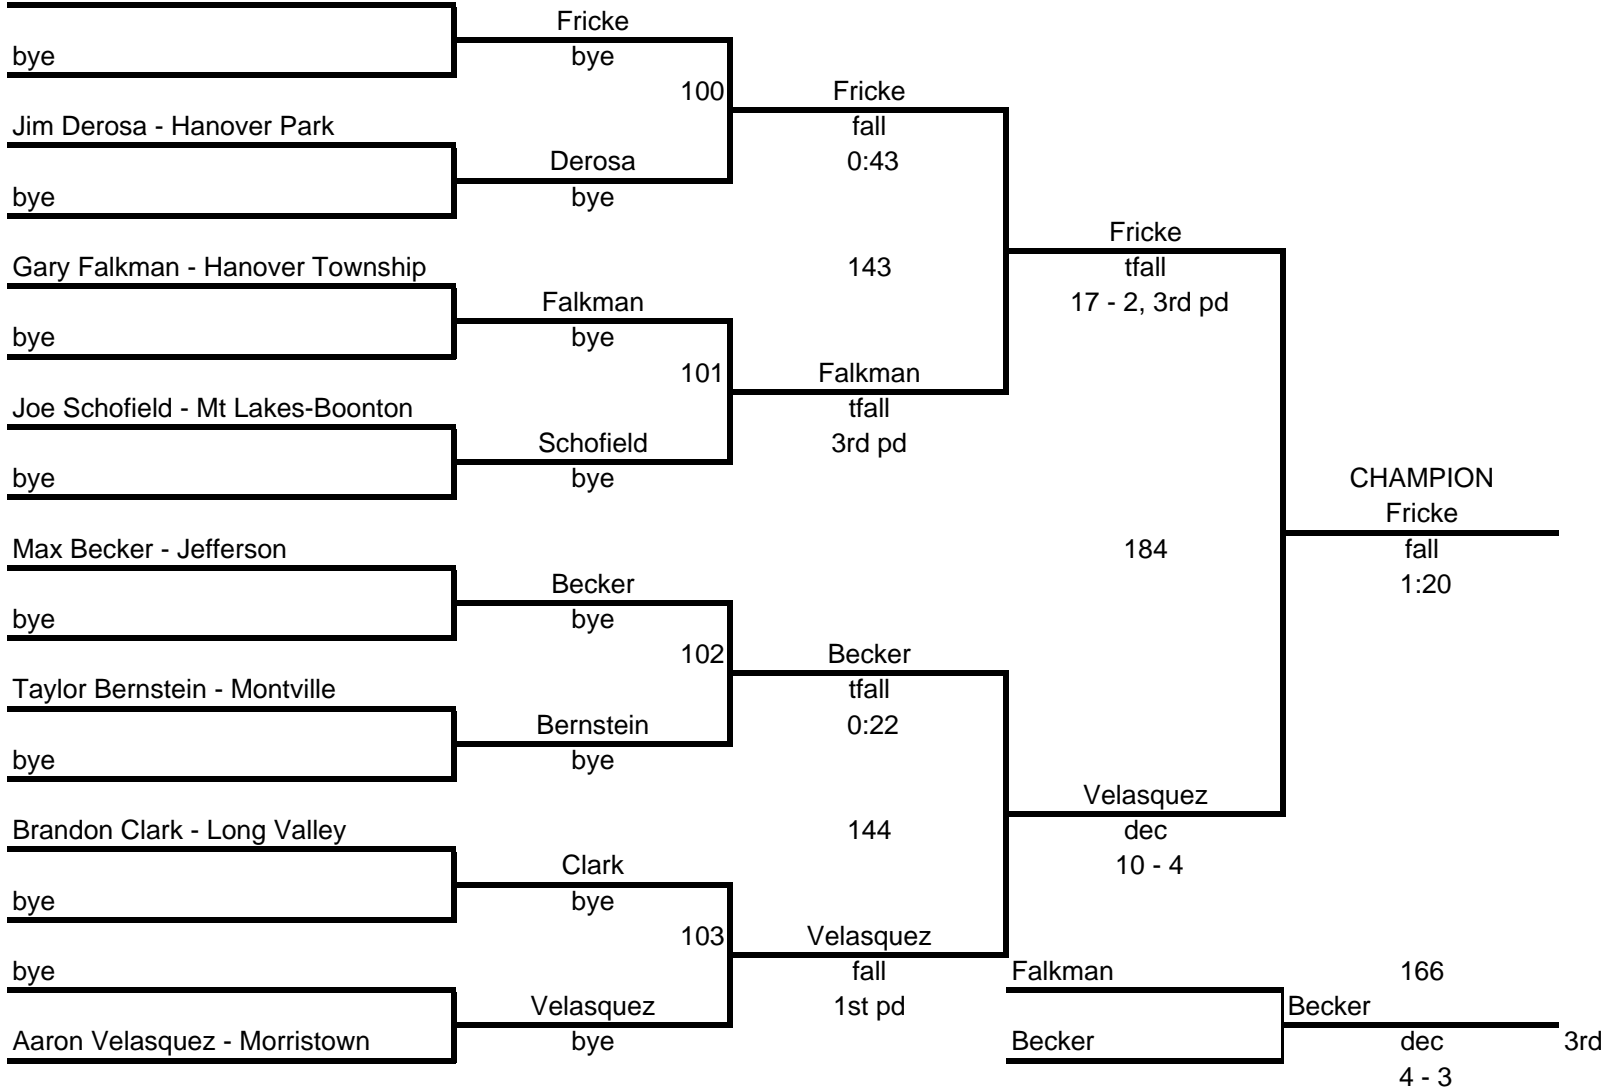 Fricke
bye
bye
100
Fricke
Jim Derosa - Hanover Park
fall
Derosa
0:43
bye
bye
Fricke
Gary Falkman - Hanover Township
143
tfall
Falkman
17 - 2, 3rd pd
bye
bye
101
Falkman
Joe Schofield - Mt Lakes-Boonton
tfall
Schofield
3rd pd
bye
bye
CHAMPION
Fricke
Max Becker - Jefferson
184
fall
Becker
1:20
bye
bye
102
Becker
Taylor Bernstein - Montville
tfall
Bernstein
0:22
bye
bye
Velasquez
Brandon Clark - Long Valley
144
dec
Clark
10 - 4
bye
bye
103
Velasquez
bye
fall
Falkman
166
Velasquez
1st pd
Becker
Aaron Velasquez - Morristown
bye
Becker
dec
3rd
4 - 3